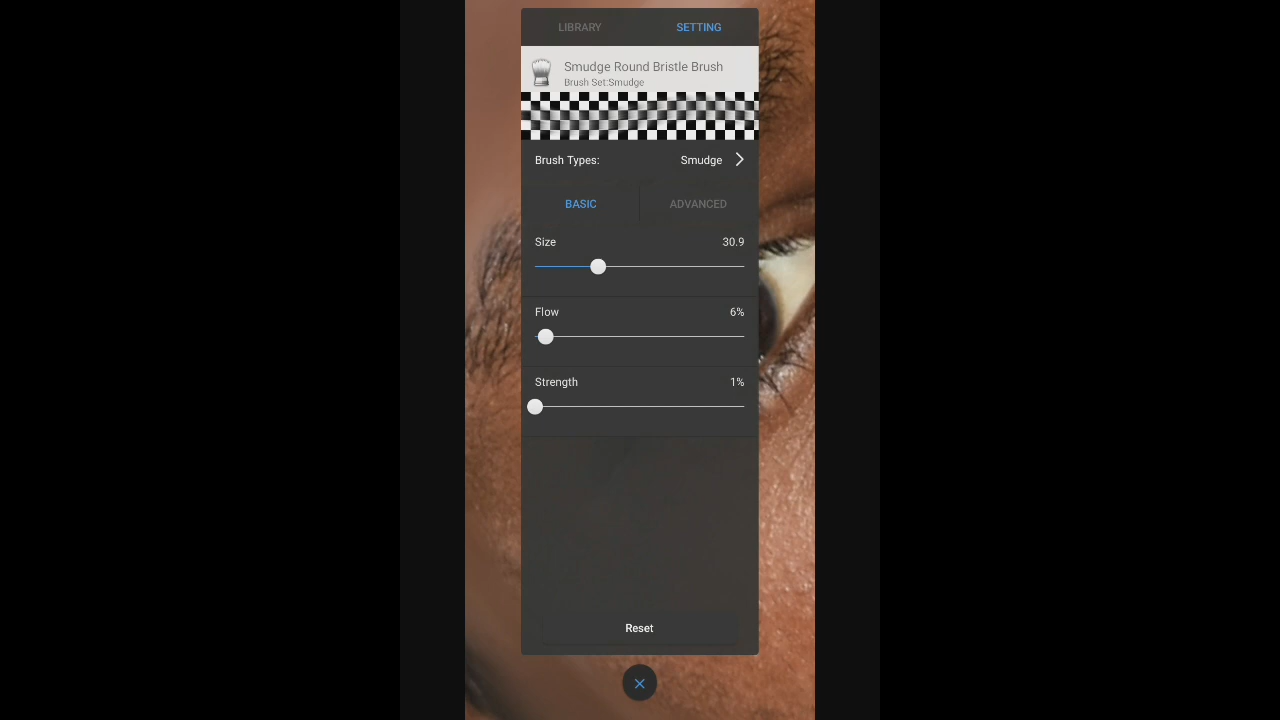 LIBRARY SETTING
Smudge Round Bristle Brush
Brush Set:Smudge
Brush Types: Smudge
BASIC ADVANCED
Size 30.9
Flow 6%
Strength 1%
Reset